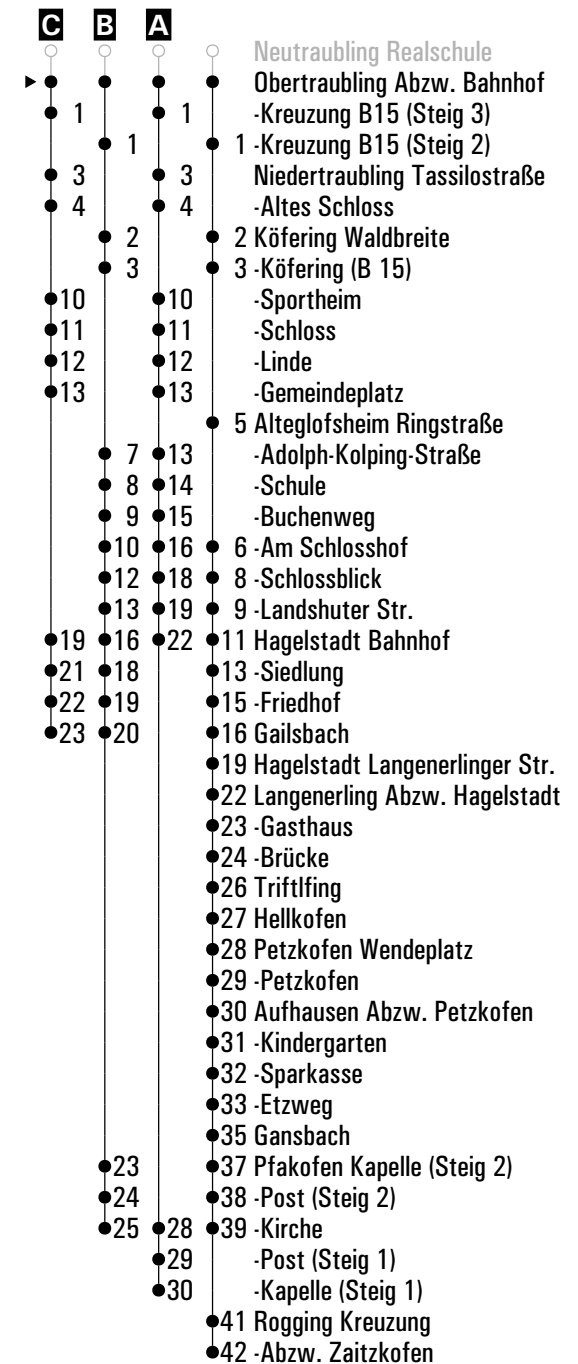 C B A
Neutraubling Realschule
Obertraubling Abzw. Bahnhof
1 1 -Kreuzung B15 (Steig 3)
1 1 -Kreuzung B15 (Steig 2)
3 3 Niedertraubling Tassilostraße
4 4 -Altes Schloss
2 2 Köfering Waldbreite
3 3 -Köfering (B 15)
10 10 -Sportheim
11 11 -Schloss
12 12 -Linde
13 13 -Gemeindeplatz
5 Alteglofsheim Ringstraße
7 13 -Adolph-Kolping-Straße
8 14 -Schule
9 15 -Buchenweg
10 16 6 -Am Schlosshof
12 18 8 -Schlossblick
13 19 9 -Landshuter Str.
19 16 22 11 Hagelstadt Bahnhof
21 18 13 -Siedlung
22 19 15 -Friedhof
23 20 16 Gailsbach
19 Hagelstadt Langenerlinger Str.
22 Langenerling Abzw. Hagelstadt
23 -Gasthaus
24 -Brücke
26 Triftlfing
27 Hellkofen
28 Petzkofen Wendeplatz
29 -Petzkofen
30 Aufhausen Abzw. Petzkofen
31 -Kindergarten
32 -Sparkasse
33 -Etzweg
35 Gansbach
23 37 Pfakofen Kapelle (Steig 2)
24 38 -Post (Steig 2)
25 28 39 -Kirche
29 -Post (Steig 1)
30 -Kapelle (Steig 1)
41 Rogging Kreuzung
42 -Abzw. Zaitzkofen